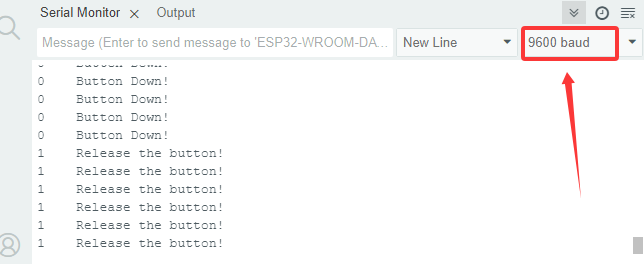 Serial Monitor Output
Message (Enter to send message to 'ESP32-WROOM-DA... New Line 9600 baud
0 Button Down!
0 Button Down!
0 Button Down!
0 Button Down!
0 Button Down!
1 Release the button!
1 Release the button!
1 Release the button!
1 Release the button!
1 Release the button!
1 Release the button!